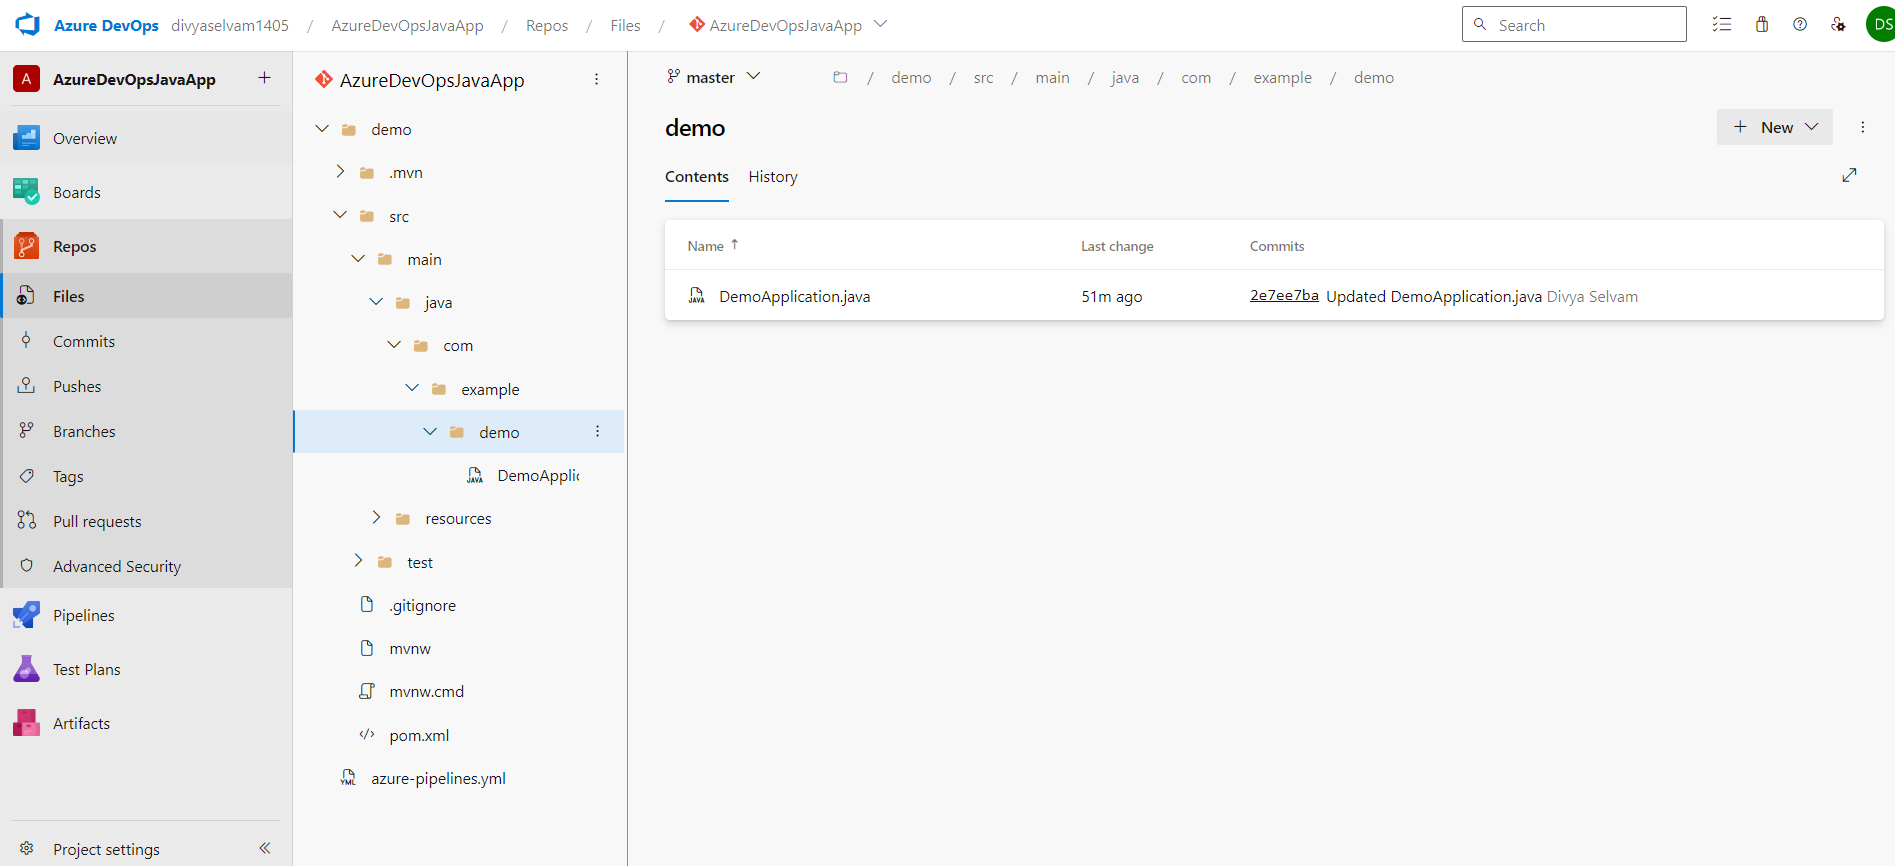 Azure DevOps divyaselvam1405 / AzureDevOpsJavaApp / Repos / Files / AzureDevOpsJavaApp
Search
DS
A AzureDevOpsJavaApp +
Overview
Boards
Repos
Files
Commits
Pushes
Branches
Tags
Pull requests
Advanced Security
Pipelines
Test Plans
Artifacts
Project settings
AzureDevOpsJavaApp
demo
.mvn
src
main
java
com
example
demo
JAVA DemoApplic
resources
test
.gitignore
mvnw
mvnw.cmd
pom.xml
YML azure-pipelines.yml
master / demo / src / main / java / com / example / demo
demo
+ New
Contents History
Name ↑ Last change Commits
JAVA DemoApplication.java 51m ago 2e7ee7ba Updated DemoApplication.java Divya Selvam